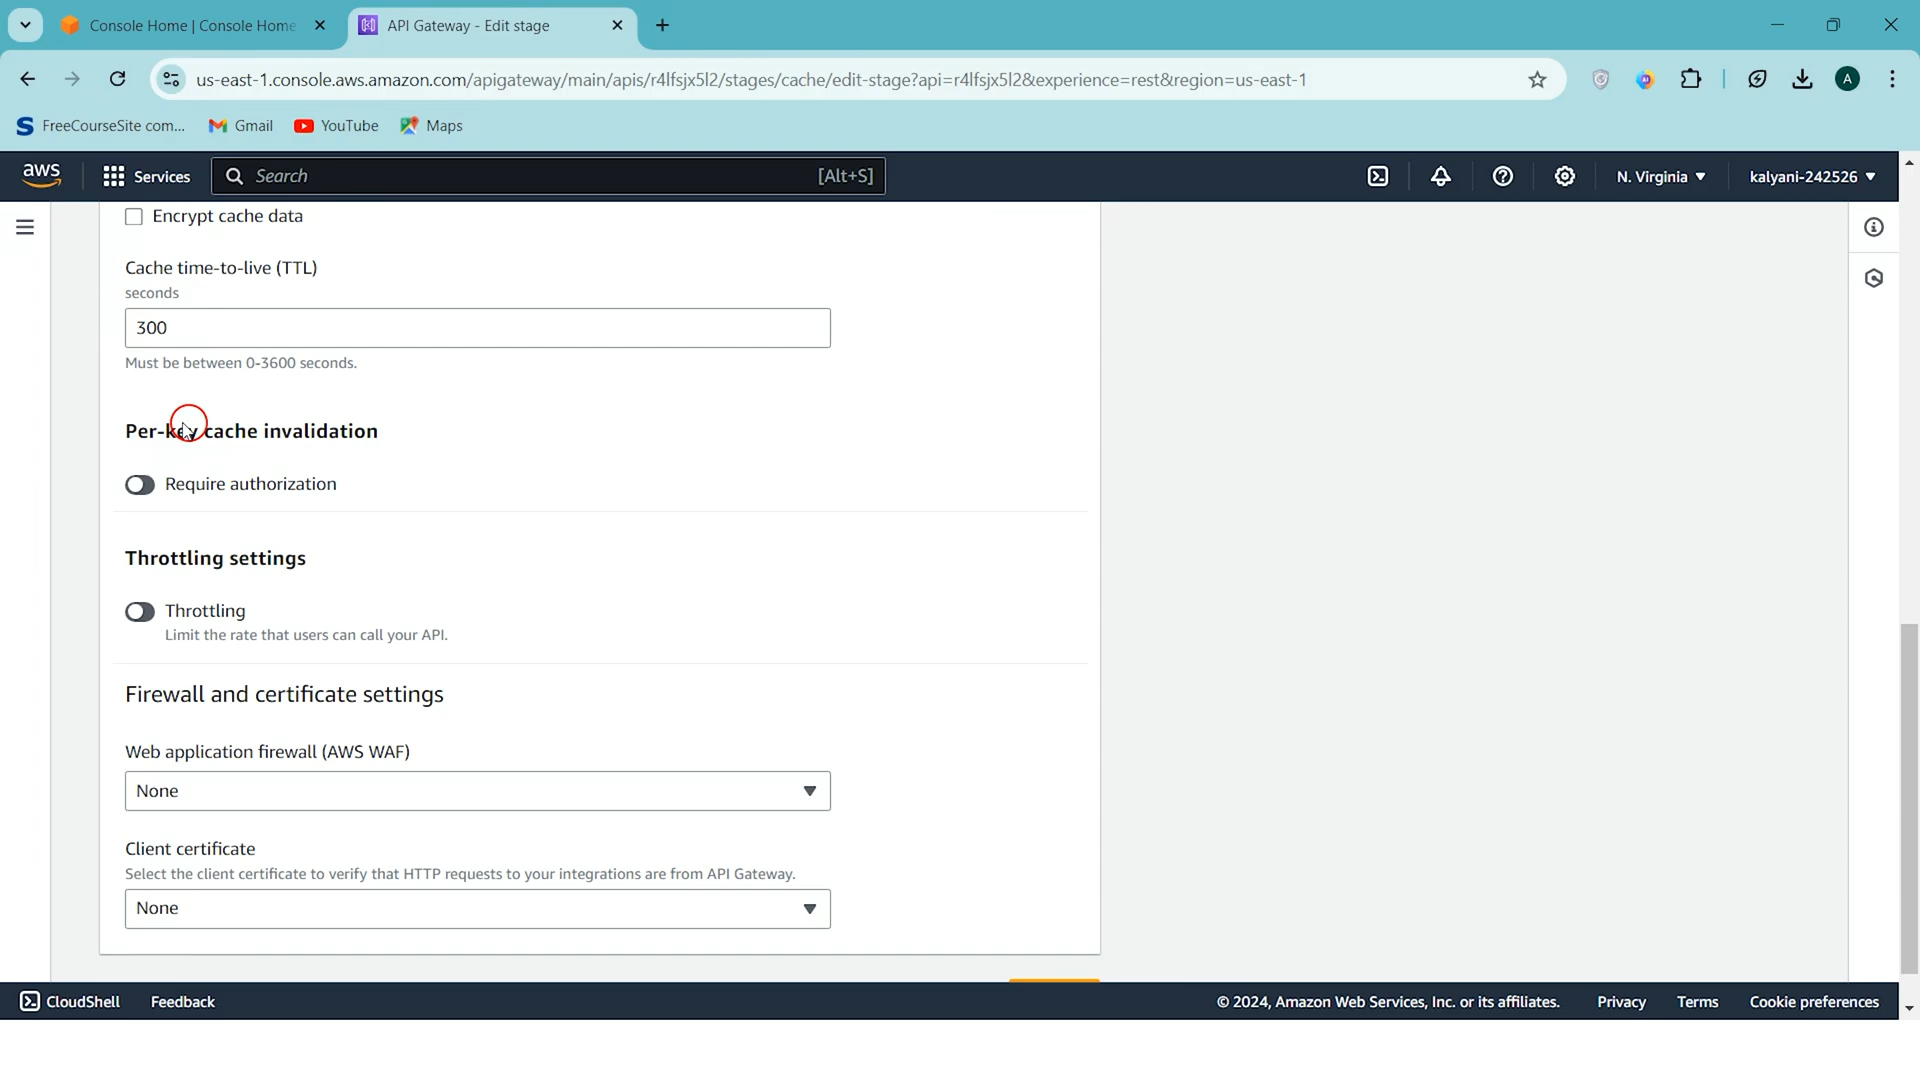 Console Home | Console Home
API Gateway - Edit stage
us-east-1.console.aws.amazon.com/apigateway/main/apis/r4lfsjx5l2/stages/cache/edit-stage?api=r4lfsjx5l2&experience=rest&region=us-east-1
A
FreeCourseSite com...
Gmail
YouTube
Maps
aws
Services
Search
[Alt+S]
N. Virginia
kalyani-242526
Encrypt cache data
Cache time-to-live (TTL)
seconds
300
Must be between 0-3600 seconds.
Per-key cache invalidation
Require authorization
Throttling settings
Throttling
Limit the rate that users can call your API.
Firewall and certificate settings
Web application firewall (AWS WAF)
None
Client certificate
Select the client certificate to verify that HTTP requests to your integrations are from API Gateway.
None
CloudShell
Feedback
© 2024, Amazon Web Services, Inc. or its affiliates.
Privacy
Terms
Cookie preferences